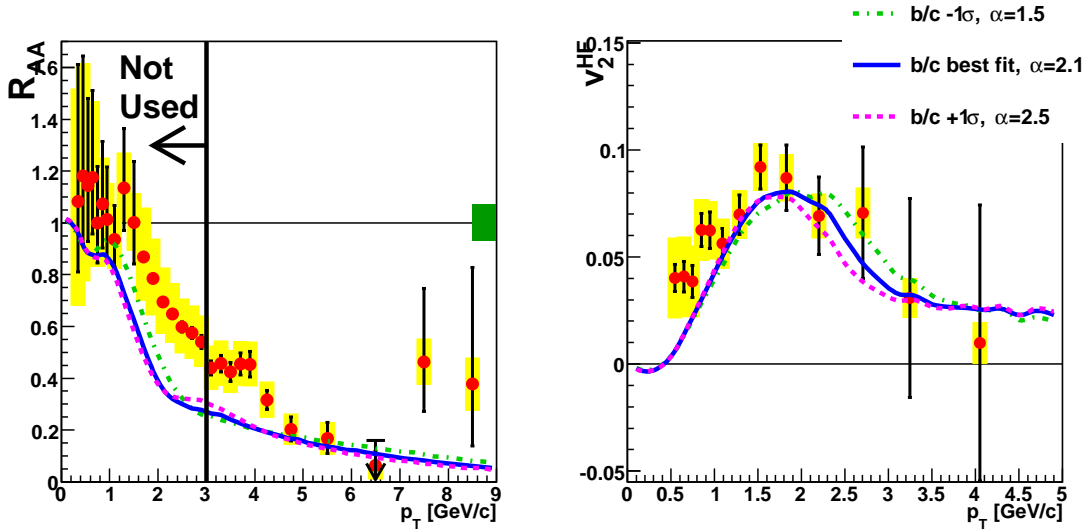 R_AA
1.6
1.4
1.2
1
0.8
0.6
0.4
0.2
0
Not
Used
0 1 2 3 4 5 6 7 8 9
p_T [GeV/c]
v_2^HF
0.15
0.1
0.05
0
-0.05
b/c -1σ, α=1.5
b/c best fit, α=2.1
b/c +1σ, α=2.5
0 0.5 1 1.5 2 2.5 3 3.5 4 4.5 5
p_T [GeV/c]